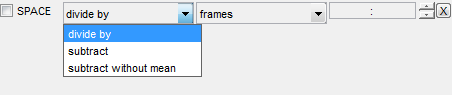 SPACE divide by frames : X
divide by
subtract
subtract without mean